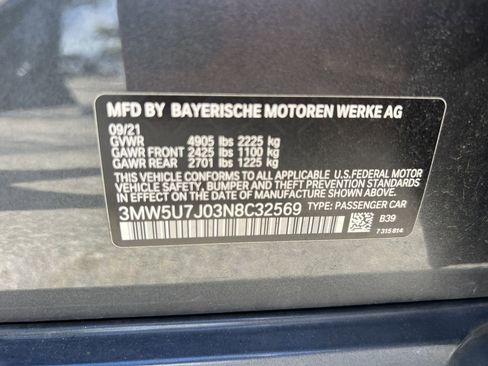 MFD BY BAYERISCHE MOTOREN WERKE AG
09/21
GVWR 4905 lbs 2225 kg
GAWR FRONT 2425 lbs 1100 kg
GAWR REAR 2701 lbs 1225 kg
THIS VEHICLE CONFORMS TO ALL APPLICABLE U.S.FEDERAL MOTOR
VEHICLE SAFETY, BUMPER, AND THEFT PREVENTION STANDARDS
IN EFFECT ON THE DATE OF MANUFACTURE SHOWN ABOVE.
3MW5U7J03N8C32569 TYPE: PASSENGER CAR
B39
7 315 814